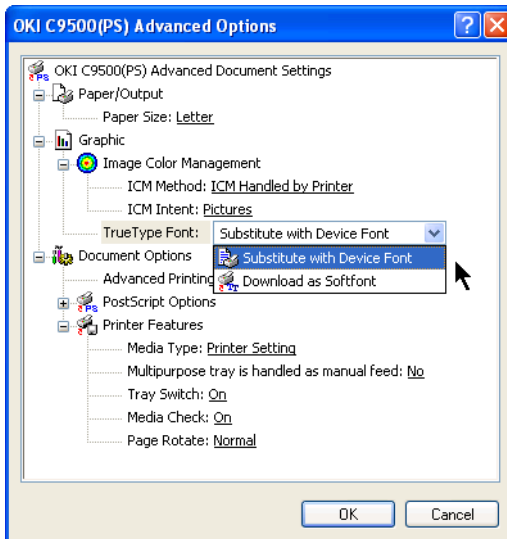 OKI C9500(PS) Advanced Options
OKI C9500(PS) Advanced Document Settings
Paper/Output
Paper Size: Letter
Graphic
Image Color Management
ICM Method: ICM Handled by Printer
ICM Intent: Pictures
TrueType Font: Substitute with Device Font
Substitute with Device Font
Download as Softfont
Document Options
Advanced Printing
PostScript Options
Printer Features
Media Type: Printer Setting
Multipurpose tray is handled as manual feed: No
Tray Switch: On
Media Check: On
Page Rotate: Normal
OK Cancel